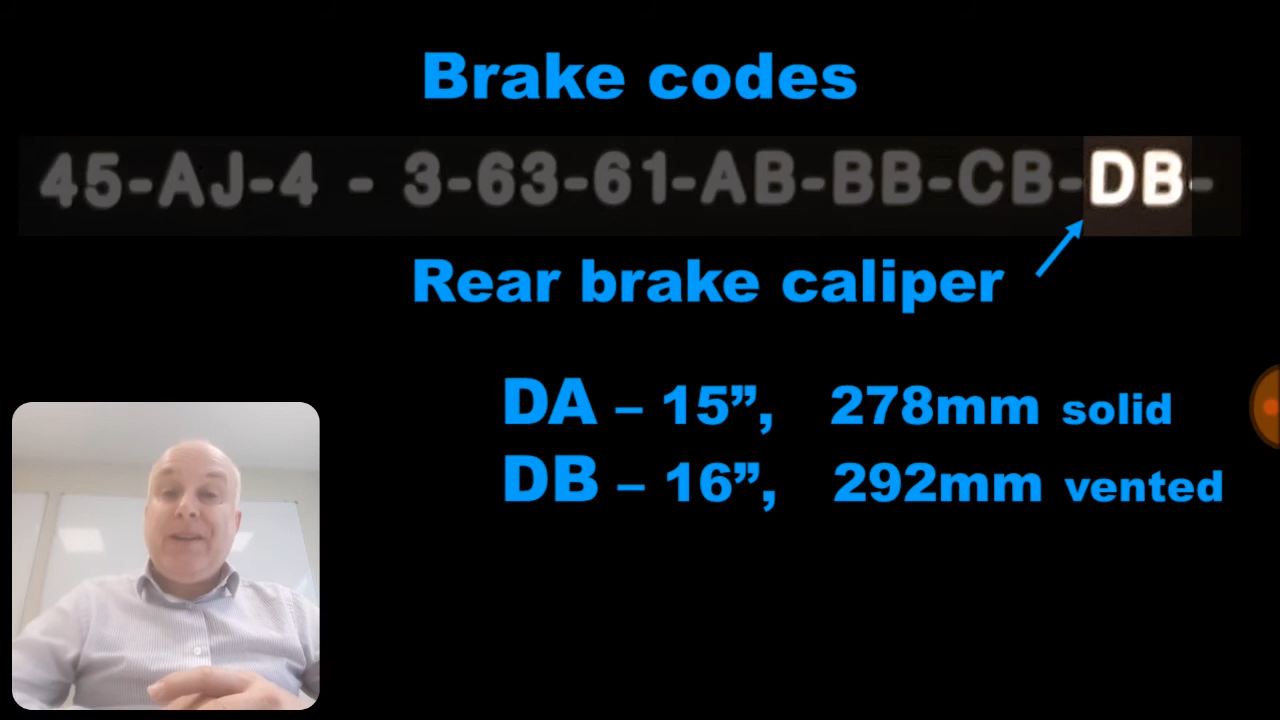 Brake codes
45-AJ-4 - 3-63-61-AB-BB-CB-DB-
Rear brake caliper
DA – 15”, 278mm solid
DB – 16”, 292mm vented